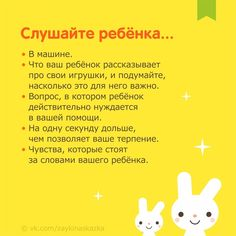 Слушайте ребёнка...
• В машине.
• Что ваш ребёнок рассказывает
про свои игрушки, и подумайте,
насколько это для него важно.
• Вопрос, в котором ребёнок
действительно нуждается
в вашей помощи.
• На одну секунду дольше,
чем позволяет ваше терпение.
• Чувства, которые стоят
за словами вашего ребёнка.
© vk.com/zaykinaskazka